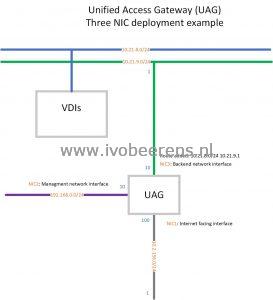 Unified Access Gateway (UAG)
Three NIC deployment example
10.21.8.0/24
10.21.9.0/24
1
VDIs
www.ivobeerens.nl
Route added: 10.21.8.0/24 10.21.9.1
NIC3: Backend network interface
10
NIC2: Managment network interface
10
192.168.0.0/24
UAG
100
NIC1: Internet facing interface
1